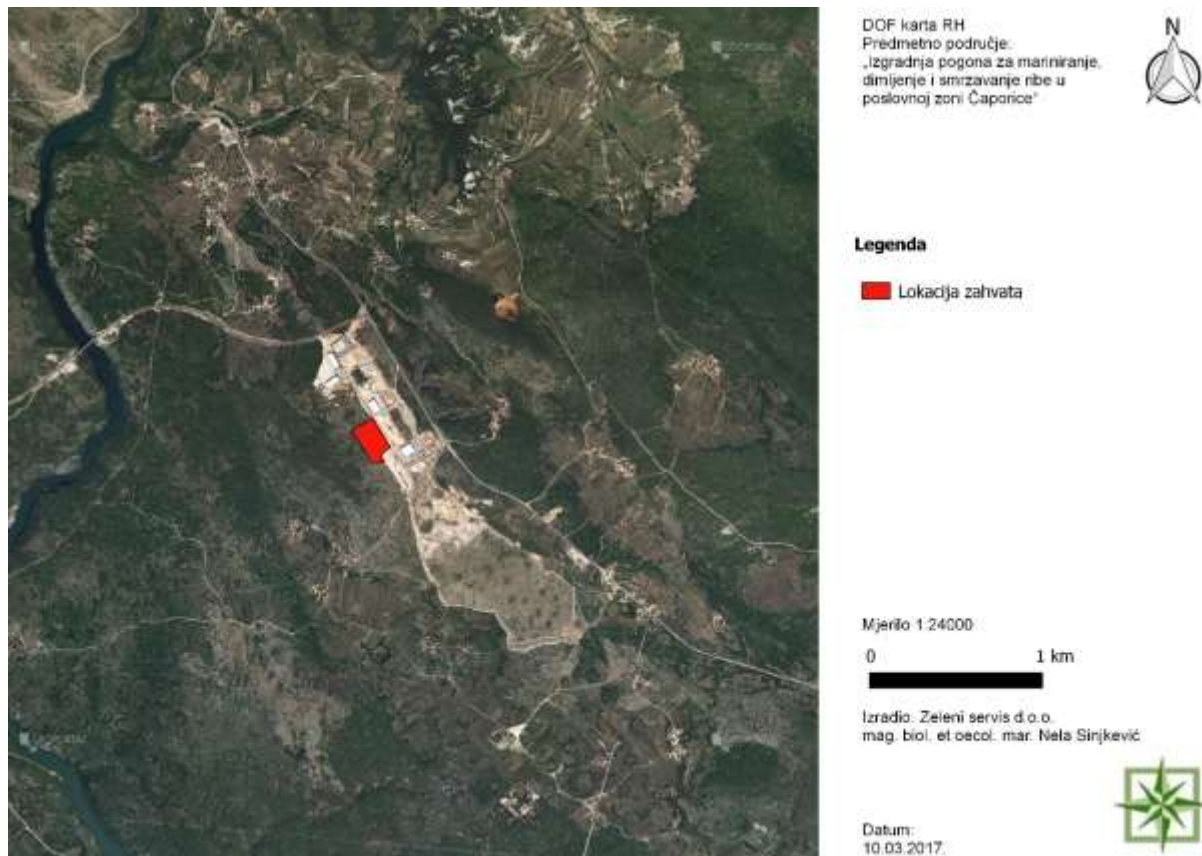 DOF karta RH
Predmetno područje:
„Izgradnja pogona za mariniranje,
dimljenje i smrzavanje ribe u
poslovnoj zoni Čaporice“
N
Legenda
Lokacija zahvata
Mjerilo 1:24000
0 1 km
Izradio: Zeleni servis d.o.o.
mag. biol. et oecol. mar. Nela Sinjkević
Datum:
10.03.2017.